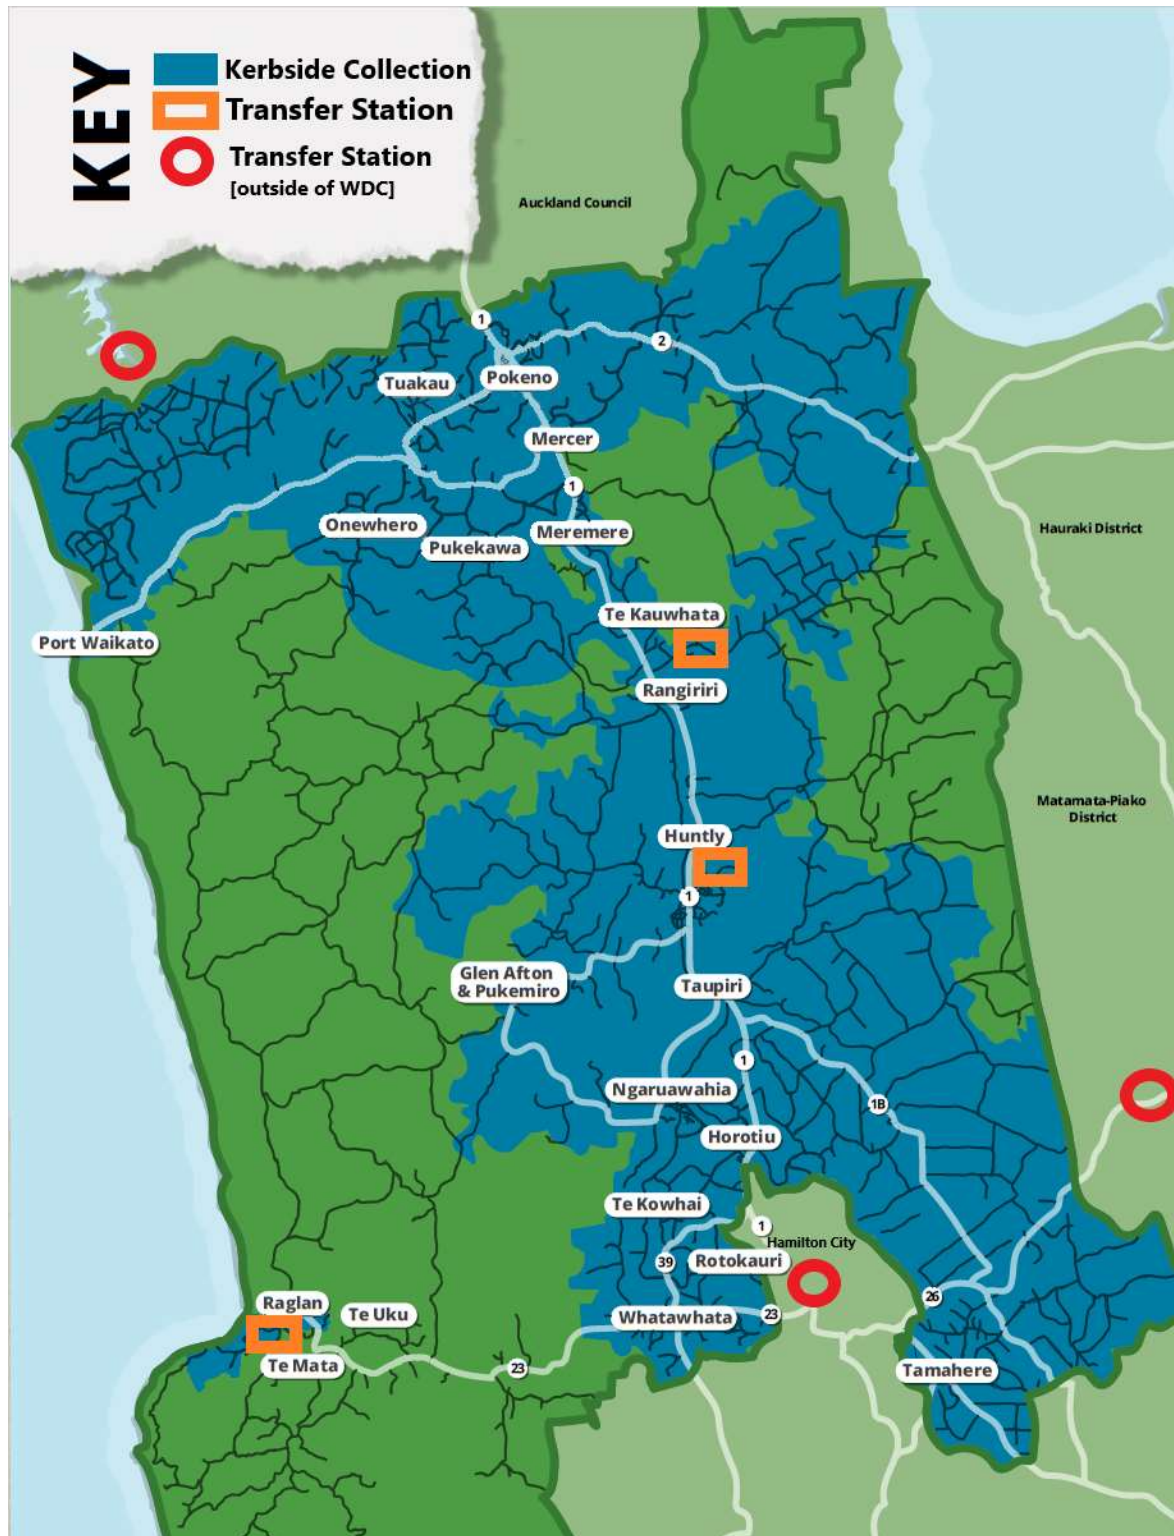 KEY
Kerbside Collection
Transfer Station
Transfer Station
[outside of WDC]
Auckland Council
1
2
Tuakau
Pokeno
Mercer
1
Onewhero
Meremere
Pukekawa
Hauraki District
Te Kauwhata
Port Waikato
Rangiriri
Matamata-Piako
District
Huntly
1
Glen Afton
& Pukemiro
Taupiri
1
Ngaruawahia
1B
Horotiu
Te Kowhai
1
Hamilton City
39
Rotokauri
26
Raglan
Te Uku
Whatawhata
23
Te Mata
23
Tamahere